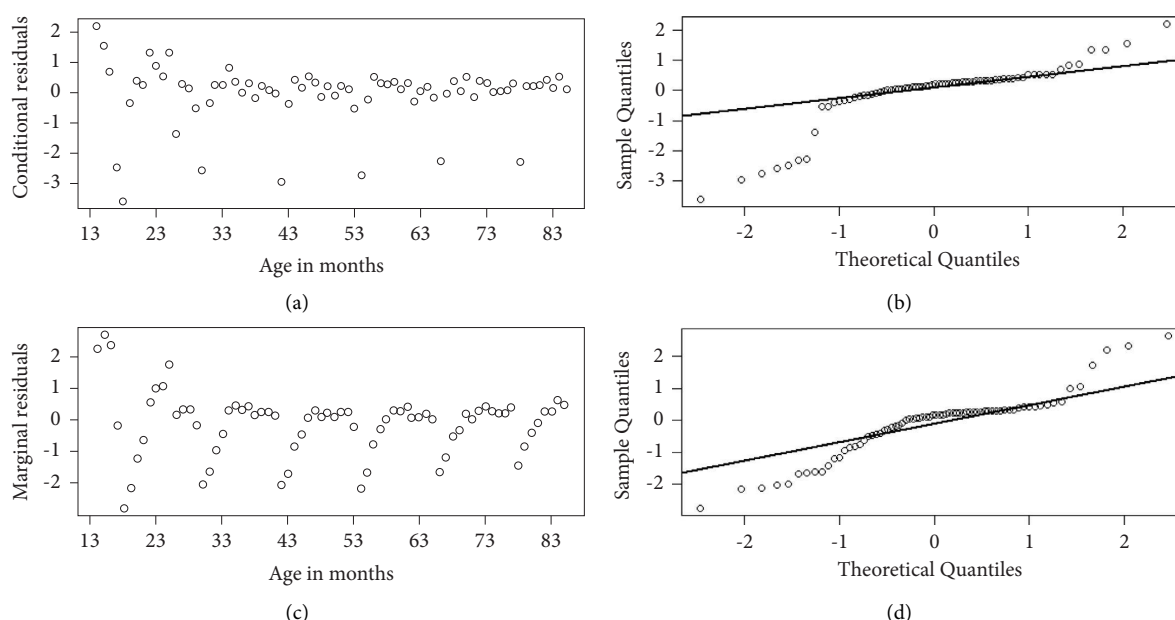 Conditional residuals
2
1
0
-1
-2
-3
13 23 33 43 53 63 73 83
Age in months
(a)
Sample Quantiles
2
1
0
-1
-2
-3
-2 -1 0 1 2
Theoretical Quantiles
(b)
Marginal residuals
2
1
0
-1
-2
13 23 33 43 53 63 73 83
Age in months
(c)
Sample Quantiles
2
1
0
-1
-2
-2 -1 0 1 2
Theoretical Quantiles
(d)